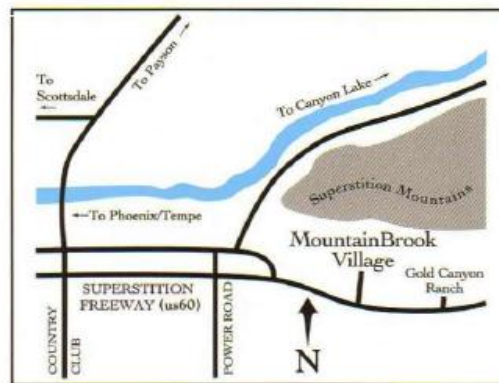 To
Scottsdale
To Payson
To Canyon Lake
Superstition Mountains
To Phoenix/Tempe
MountainBrook
Village
Gold Canyon
Ranch
SUPERSTITION
FREEWAY (us60)
COUNTRY
CLUB
POWER ROAD
N